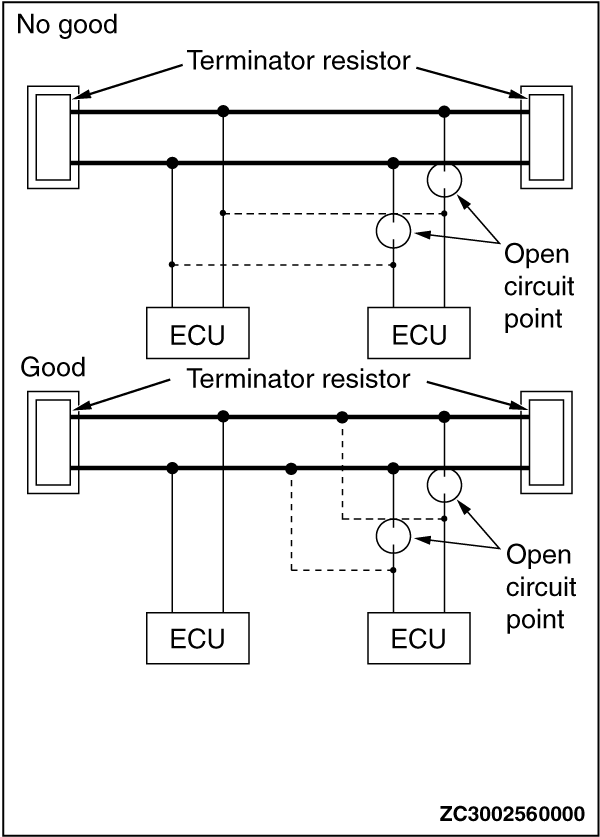 No good
Terminator resistor
Open
circuit
point
ECU
ECU
Good
Terminator resistor
Open
circuit
point
ECU
ECU
ZC3002560000